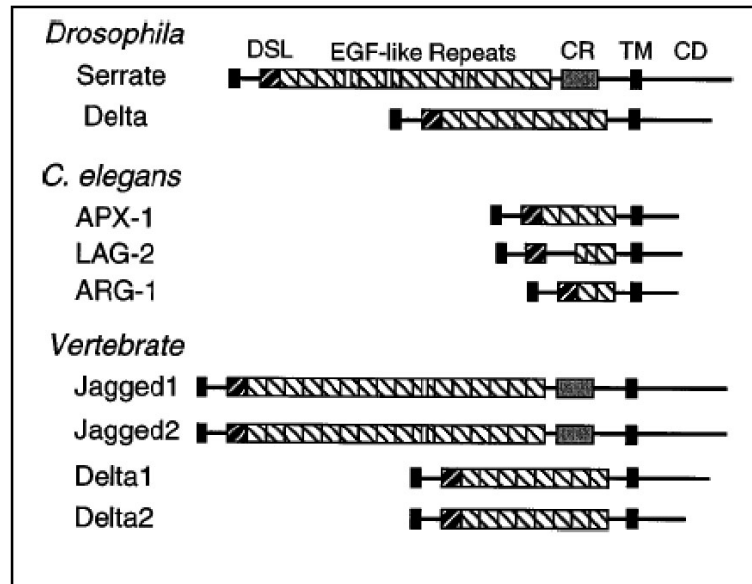 Drosophila
DSL EGF-like Repeats CR TM CD
Serrate
Delta
C. elegans
APX-1
LAG-2
ARG-1
Vertebrate
Jagged1
Jagged2
Delta1
Delta2